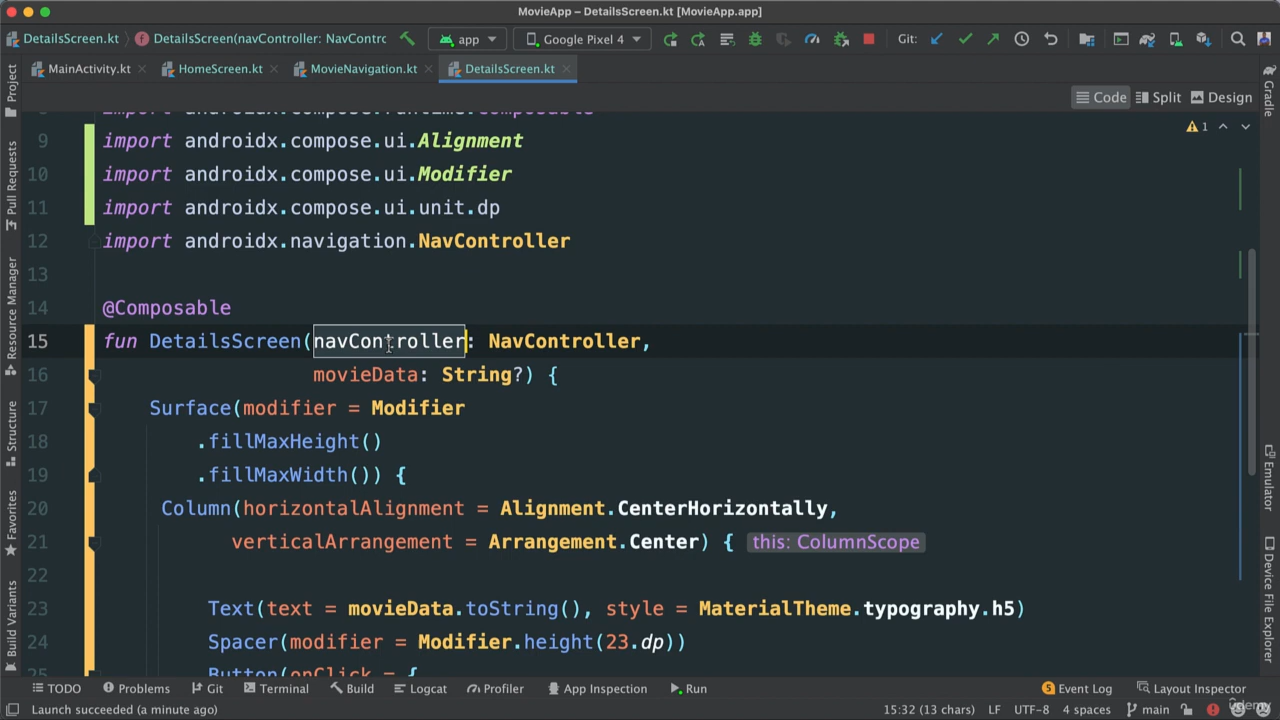 MovieApp – DetailsScreen.kt [MovieApp.app]
DetailsScreen.kt DetailsScreen(navController: NavContrc app Google Pixel 4 Git:
MainActivity.kt HomeScreen.kt MovieNavigation.kt DetailsScreen.kt
Code Split Design
1
9 import androidx.compose.ui.Alignment
10 import androidx.compose.ui.Modifier
11 import androidx.compose.ui.unit.dp
12 import androidx.navigation.NavController
13
14 @Composable
15 fun DetailsScreen(navController: NavController,
16 movieData: String?) {
17 Surface(modifier = Modifier
18 .fillMaxHeight()
19 .fillMaxWidth()) {
20 Column(horizontalAlignment = Alignment.CenterHorizontally,
21 verticalArrangement = Arrangement.Center) { this: ColumnScope
22
23 Text(text = movieData.toString(), style = MaterialTheme.typography.h5)
24 Spacer(modifier = Modifier.height(23.dp))
Button(onClick = {
Project
Pull Requests
Resource Manager
Structure
Favorites
Build Variants
Gradle
Emulator
Device File Explorer
TODO Problems Git Terminal Build Logcat Profiler App Inspection Run 5 Event Log Layout Inspector
Launch succeeded (a minute ago) 15:32 (13 chars) LF UTF-8 4 spaces main
udemy